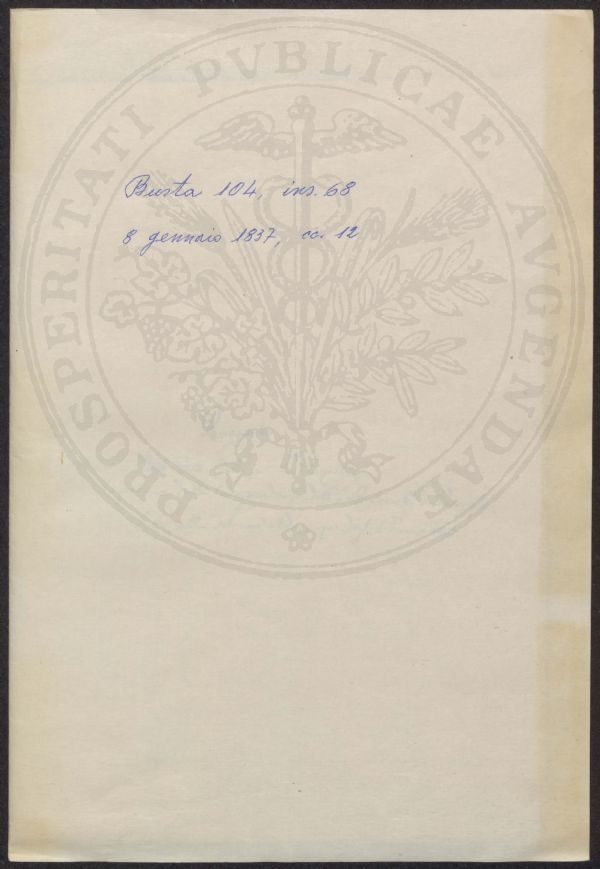 PROSPERITATI PVBLICAE AVGENDAE
Busta 104, ins. 68
8 gennaio 1837, cc. 12